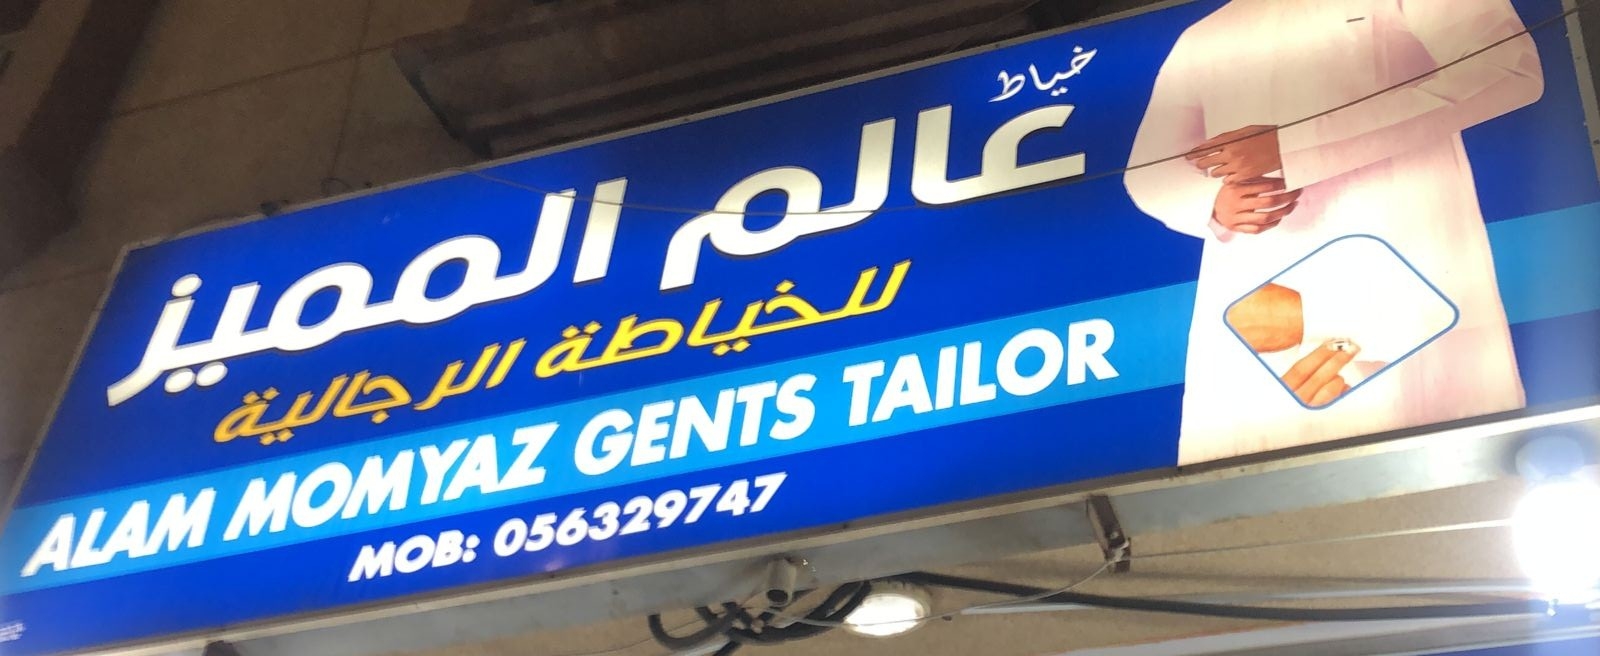 خياط
عالم المميز
للخياطة الرجالية
ALAM MOMYAZ GENTS TAILOR
MOB: 056329747